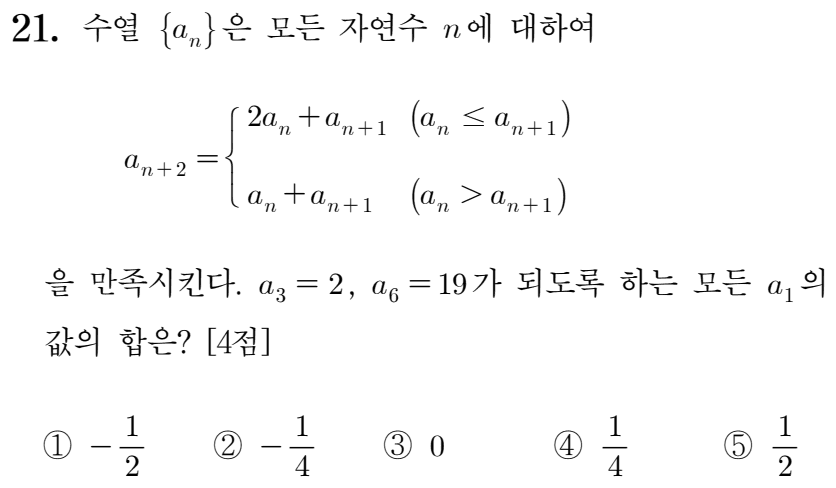 21. 수열 {aₙ}은 모든 자연수 n에 대하여
aₙ₊₂ = { 2aₙ + aₙ₊₁ (aₙ ≤ aₙ₊₁)
aₙ + aₙ₊₁ (aₙ > aₙ₊₁)
을 만족시킨다. a₃ = 2, a₆ = 19가 되도록 하는 모든 a₁의
값의 합은? [4점]
① −1/2 ② −1/4 ③ 0 ④ 1/4 ⑤ 1/2